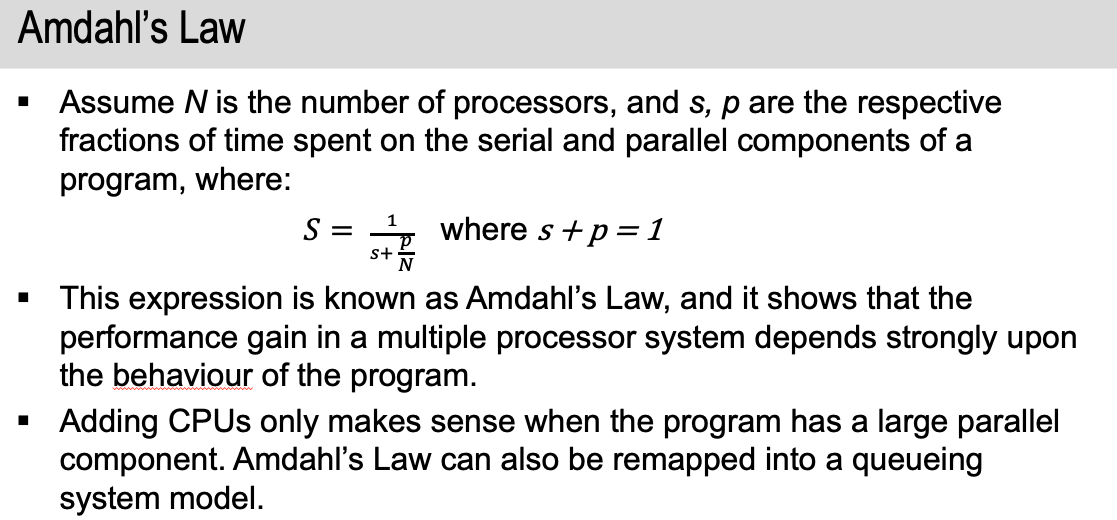 Amdahl's Law
▪ Assume N is the number of processors, and s, p are the respective
fractions of time spent on the serial and parallel components of a
program, where:
S = 1/(s+p/N) where s + p = 1
▪ This expression is known as Amdahl's Law, and it shows that the
performance gain in a multiple processor system depends strongly upon
the behaviour of the program.
▪ Adding CPUs only makes sense when the program has a large parallel
component. Amdahl's Law can also be remapped into a queueing
system model.